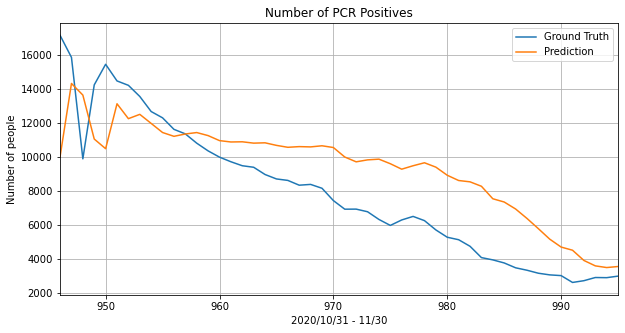 Number of PCR Positives
Ground Truth
Prediction
Number of people
16000
14000
12000
10000
8000
6000
4000
2000
950
960
970
980
990
2020/10/31 - 11/30